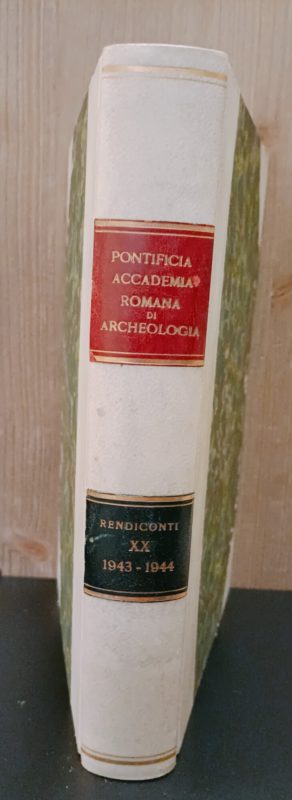 PONTIFICIA
ACCADEMIA
ROMANA
DI
ARCHEOLOGIA
RENDICONTI
XX
1943-1944